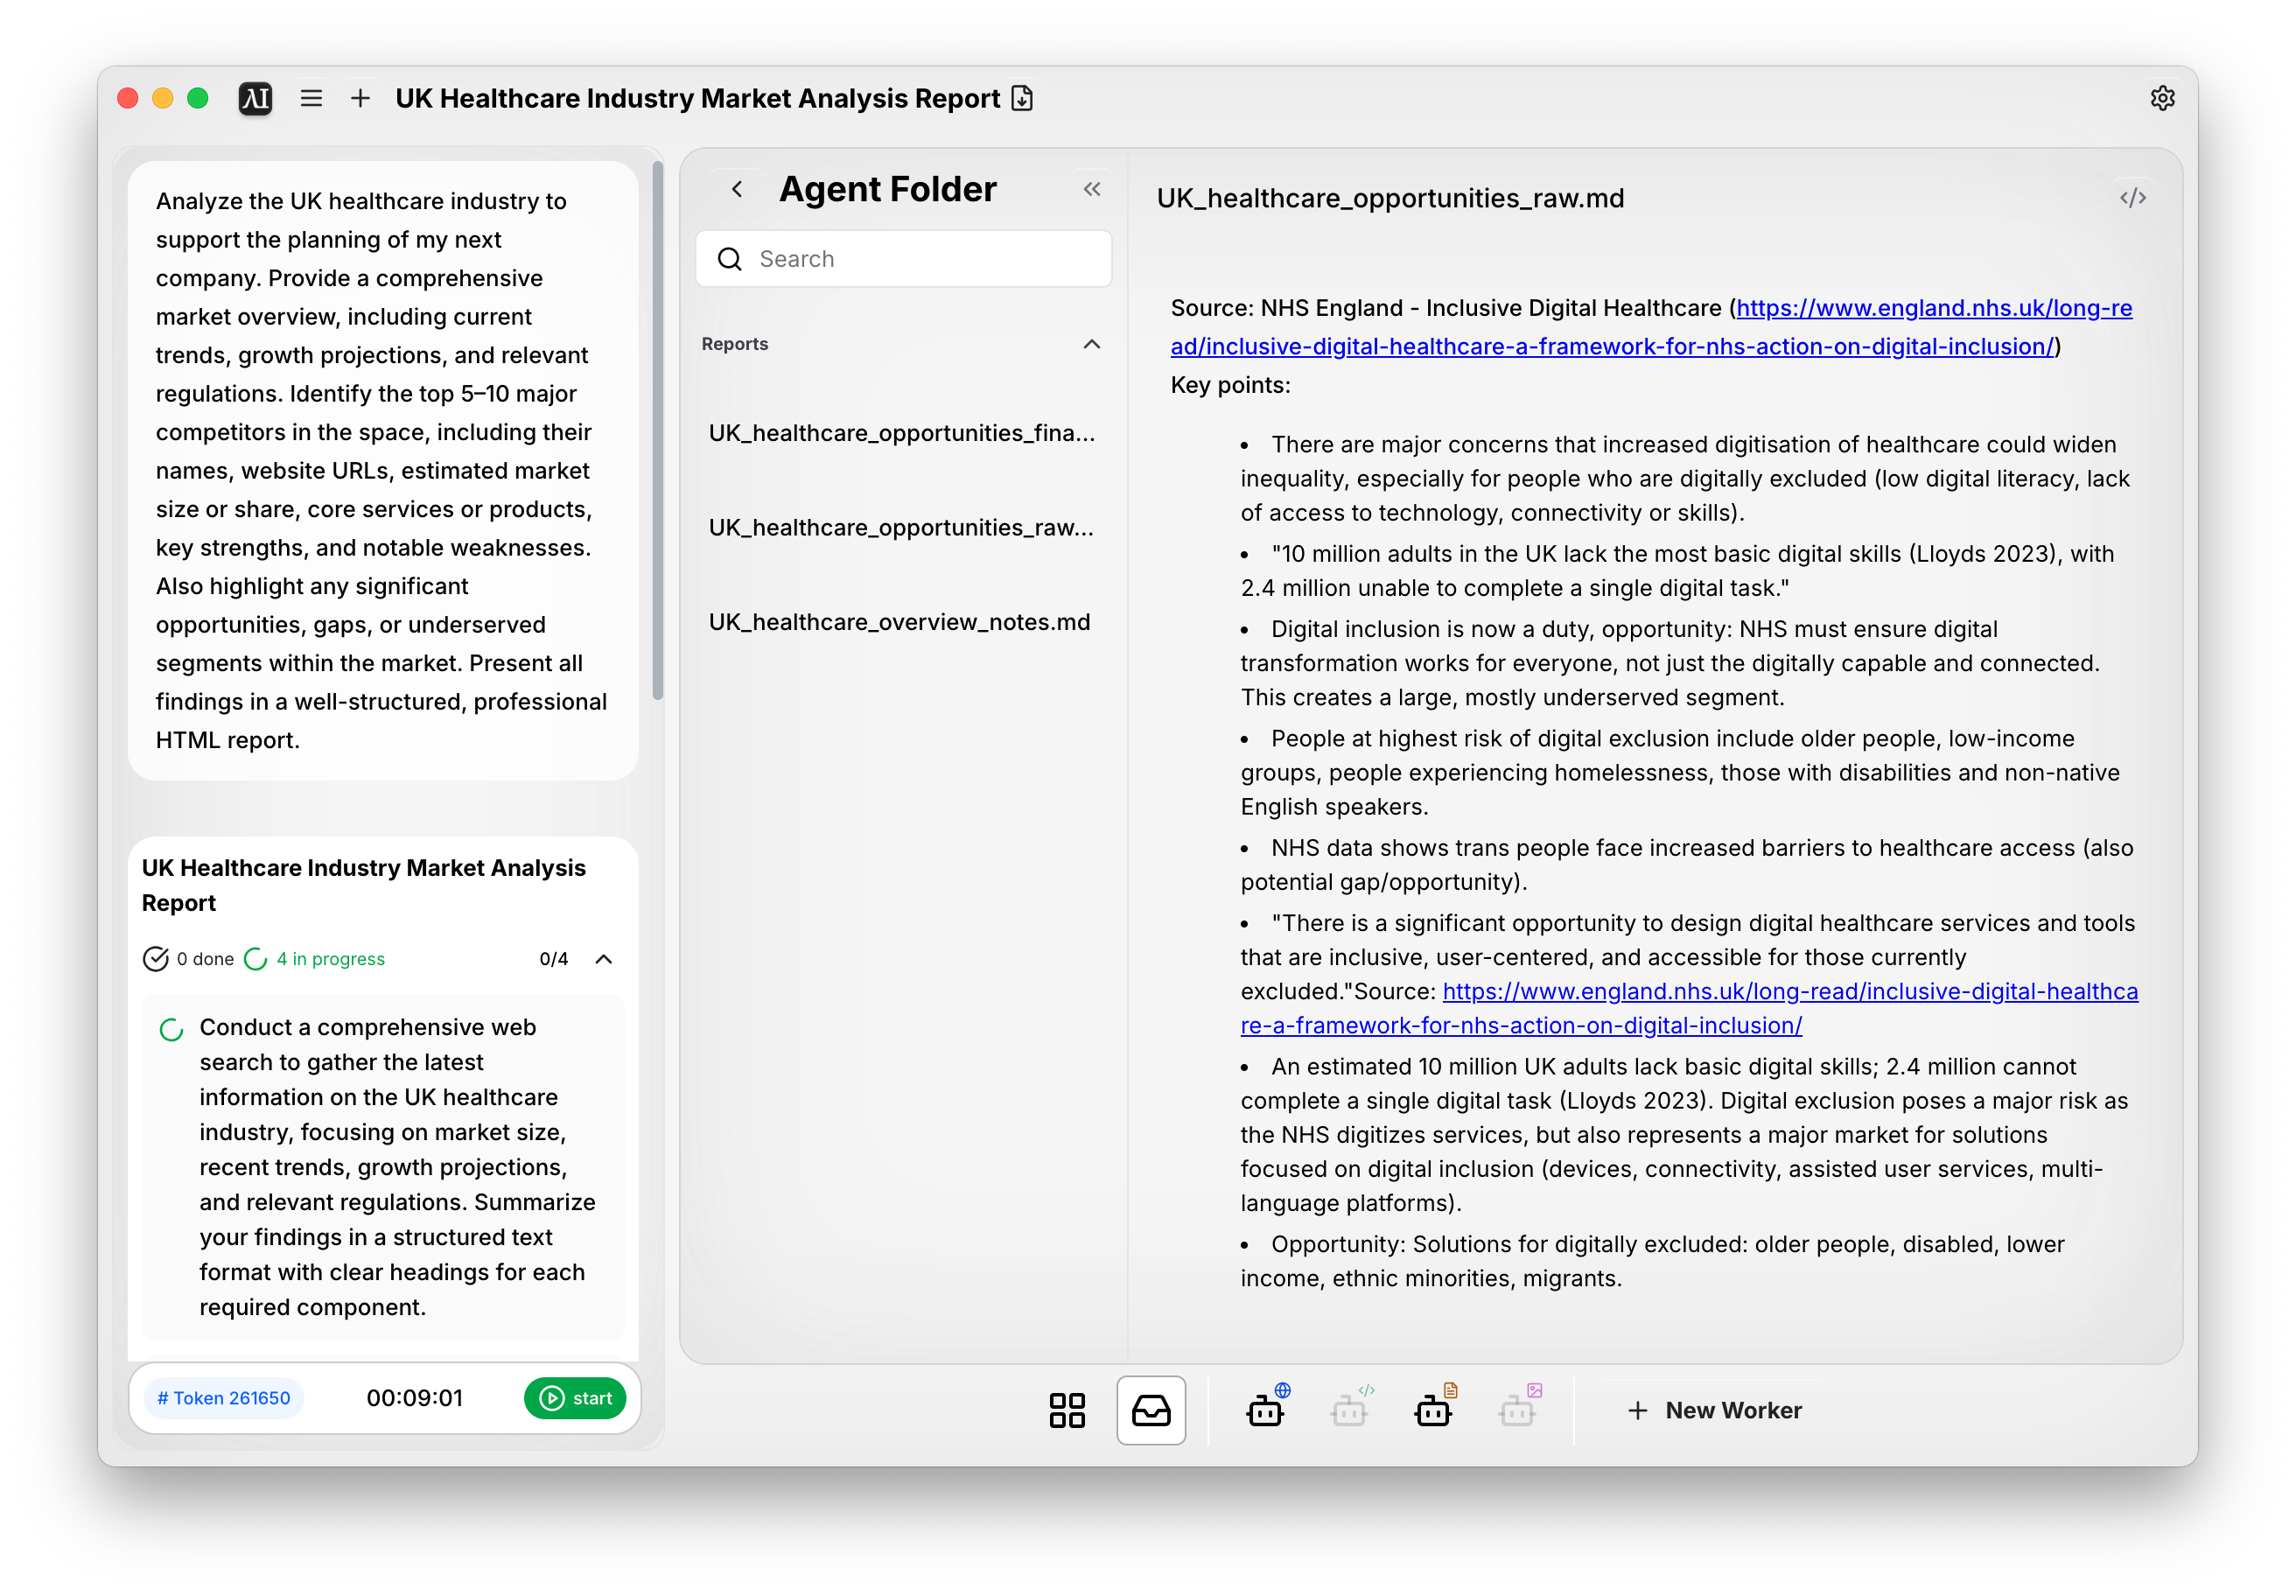 UK Healthcare Industry Market Analysis Report
Analyze the UK healthcare industry to
support the planning of my next
company. Provide a comprehensive
market overview, including current
trends, growth projections, and relevant
regulations. Identify the top 5–10 major
competitors in the space, including their
names, website URLs, estimated market
size or share, core services or products,
key strengths, and notable weaknesses.
Also highlight any significant
opportunities, gaps, or underserved
segments within the market. Present all
findings in a well-structured, professional
HTML report.
UK Healthcare Industry Market Analysis
Report
0 done 4 in progress 0/4
Conduct a comprehensive web
search to gather the latest
information on the UK healthcare
industry, focusing on market size,
recent trends, growth projections,
and relevant regulations. Summarize
your findings in a structured text
format with clear headings for each
required component.
# Token 261650 00:09:01 start
Agent Folder
Search
Reports
UK_healthcare_opportunities_fina...
UK_healthcare_opportunities_raw...
UK_healthcare_overview_notes.md
UK_healthcare_opportunities_raw.md
Source: NHS England - Inclusive Digital Healthcare (https://www.england.nhs.uk/long-re
ad/inclusive-digital-healthcare-a-framework-for-nhs-action-on-digital-inclusion/)
Key points:
• There are major concerns that increased digitisation of healthcare could widen
inequality, especially for people who are digitally excluded (low digital literacy, lack
of access to technology, connectivity or skills).
• "10 million adults in the UK lack the most basic digital skills (Lloyds 2023), with
2.4 million unable to complete a single digital task."
• Digital inclusion is now a duty, opportunity: NHS must ensure digital
transformation works for everyone, not just the digitally capable and connected.
This creates a large, mostly underserved segment.
• People at highest risk of digital exclusion include older people, low-income
groups, people experiencing homelessness, those with disabilities and non-native
English speakers.
• NHS data shows trans people face increased barriers to healthcare access (also
potential gap/opportunity).
• "There is a significant opportunity to design digital healthcare services and tools
that are inclusive, user-centered, and accessible for those currently
excluded."Source: https://www.england.nhs.uk/long-read/inclusive-digital-healthca
re-a-framework-for-nhs-action-on-digital-inclusion/
• An estimated 10 million UK adults lack basic digital skills; 2.4 million cannot
complete a single digital task (Lloyds 2023). Digital exclusion poses a major risk as
the NHS digitizes services, but also represents a major market for solutions
focused on digital inclusion (devices, connectivity, assisted user services, multi-
language platforms).
• Opportunity: Solutions for digitally excluded: older people, disabled, lower
income, ethnic minorities, migrants.
New Worker